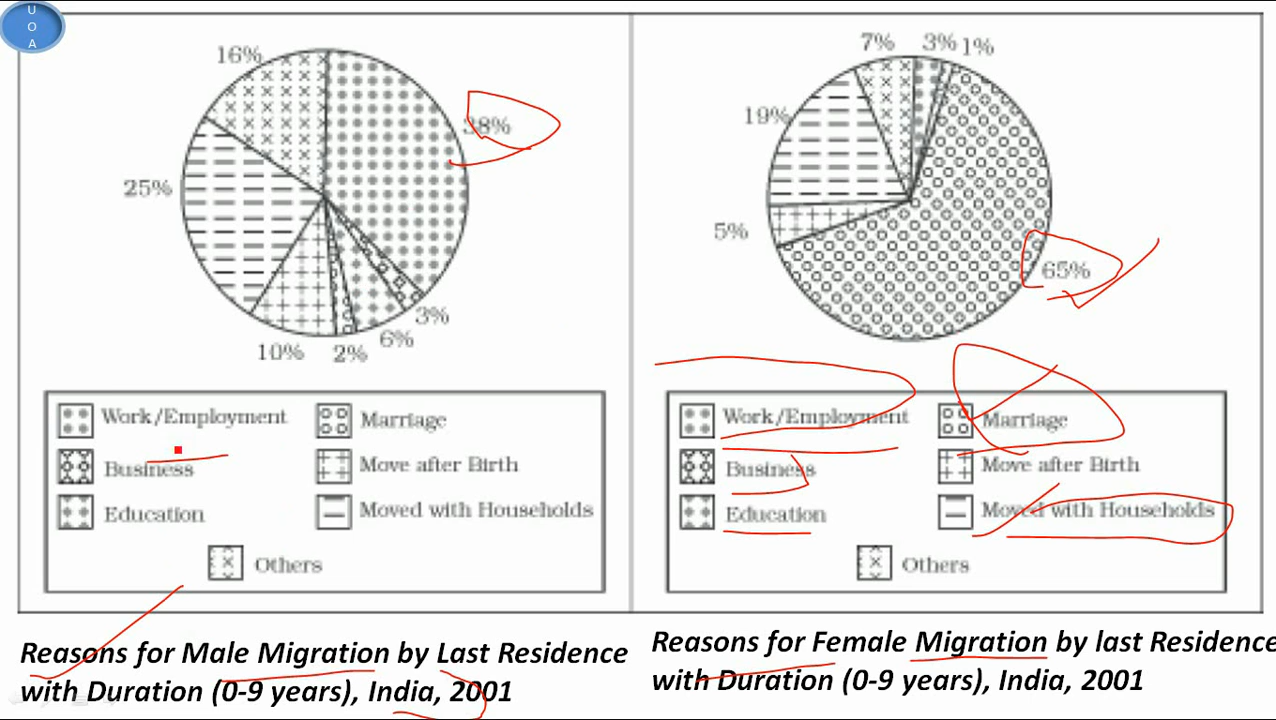 U
O
A
16%
38%
25%
3%
6%
2%
10%
Work/Employment
Marriage
Business
Move after Birth
Education
Moved with Households
Others
Reasons for Male Migration by Last Residence
with Duration (0-9 years), India, 2001
7%
3%
1%
19%
5%
65%
Work/Employment
Marriage
Business
Move after Birth
Education
Moved with Households
Others
Reasons for Female Migration by last Residence
with Duration (0-9 years), India, 2001